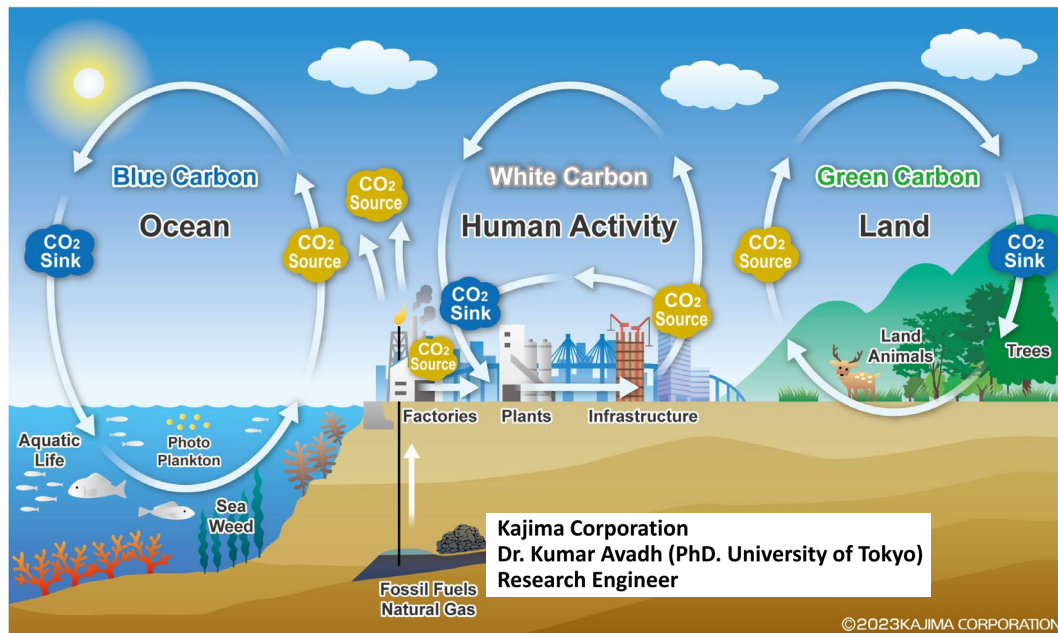 Blue Carbon
Ocean
CO2
Sink
CO2
Source
Aquatic
Life
Photo
Plankton
Sea
Weed
CO2
Source
White Carbon
Human Activity
CO2
Sink
CO2
Source
CO2
Source
Factories
Plants
Infrastructure
Fossil Fuels
Natural Gas
Green Carbon
Land
CO2
Source
CO2
Sink
Land
Animals
Trees
Kajima Corporation
Dr. Kumar Avadh (PhD. University of Tokyo)
Research Engineer
©2023KAJIMA CORPORATION